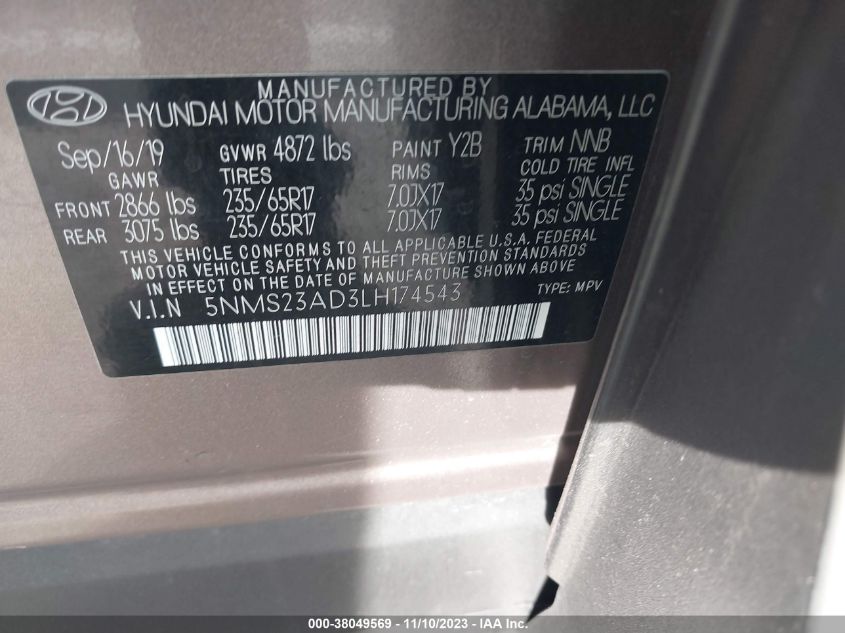 MANUFACTURED BY
HYUNDAI MOTOR MANUFACTURING ALABAMA, LLC
Sep/16/19 GVWR 4872 lbs PAINT Y2B TRIM NNB
GAWR TIRES RIMS COLD TIRE INFL
FRONT 2866 lbs 235/65R17 7.0JX17 35 psi SINGLE
REAR 3075 lbs 235/65R17 7.0JX17 35 psi SINGLE
THIS VEHICLE CONFORMS TO ALL APPLICABLE U.S.A. FEDERAL
MOTOR VEHICLE SAFETY AND THEFT PREVENTION STANDARDS
IN EFFECT ON THE DATE OF MANUFACTURE SHOWN ABOVE.
V.I.N 5NMS23AD3LH174543 TYPE: MPV
000-38049569 - 11/10/2023 - Copyright IAA, Inc.